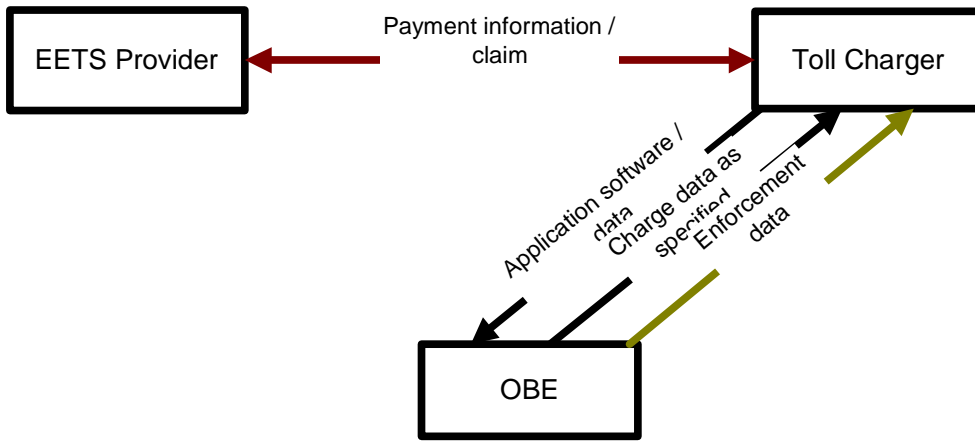 Payment information /
claim
EETS Provider
Toll Charger
Application software /
data
Charge data as
specified
Enforcement
data
OBE